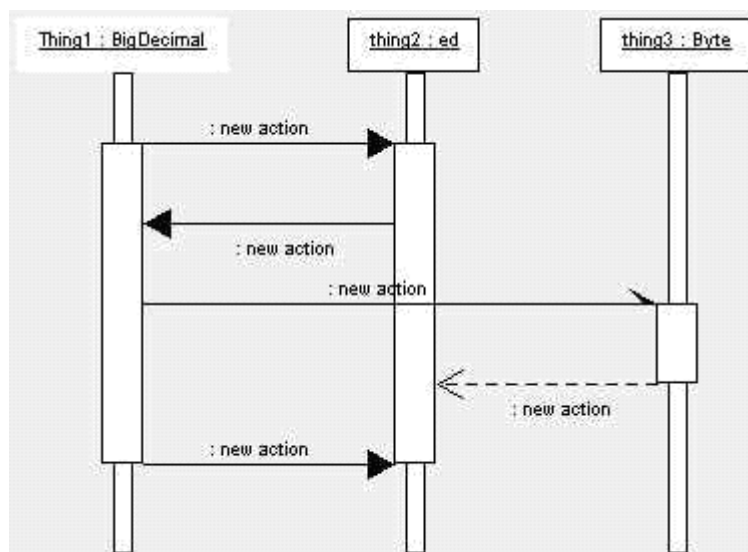 Thing1 : BigDecimal
thing2 : ed
thing3 : Byte
: new action
: new action
: new action
: new action
: new action